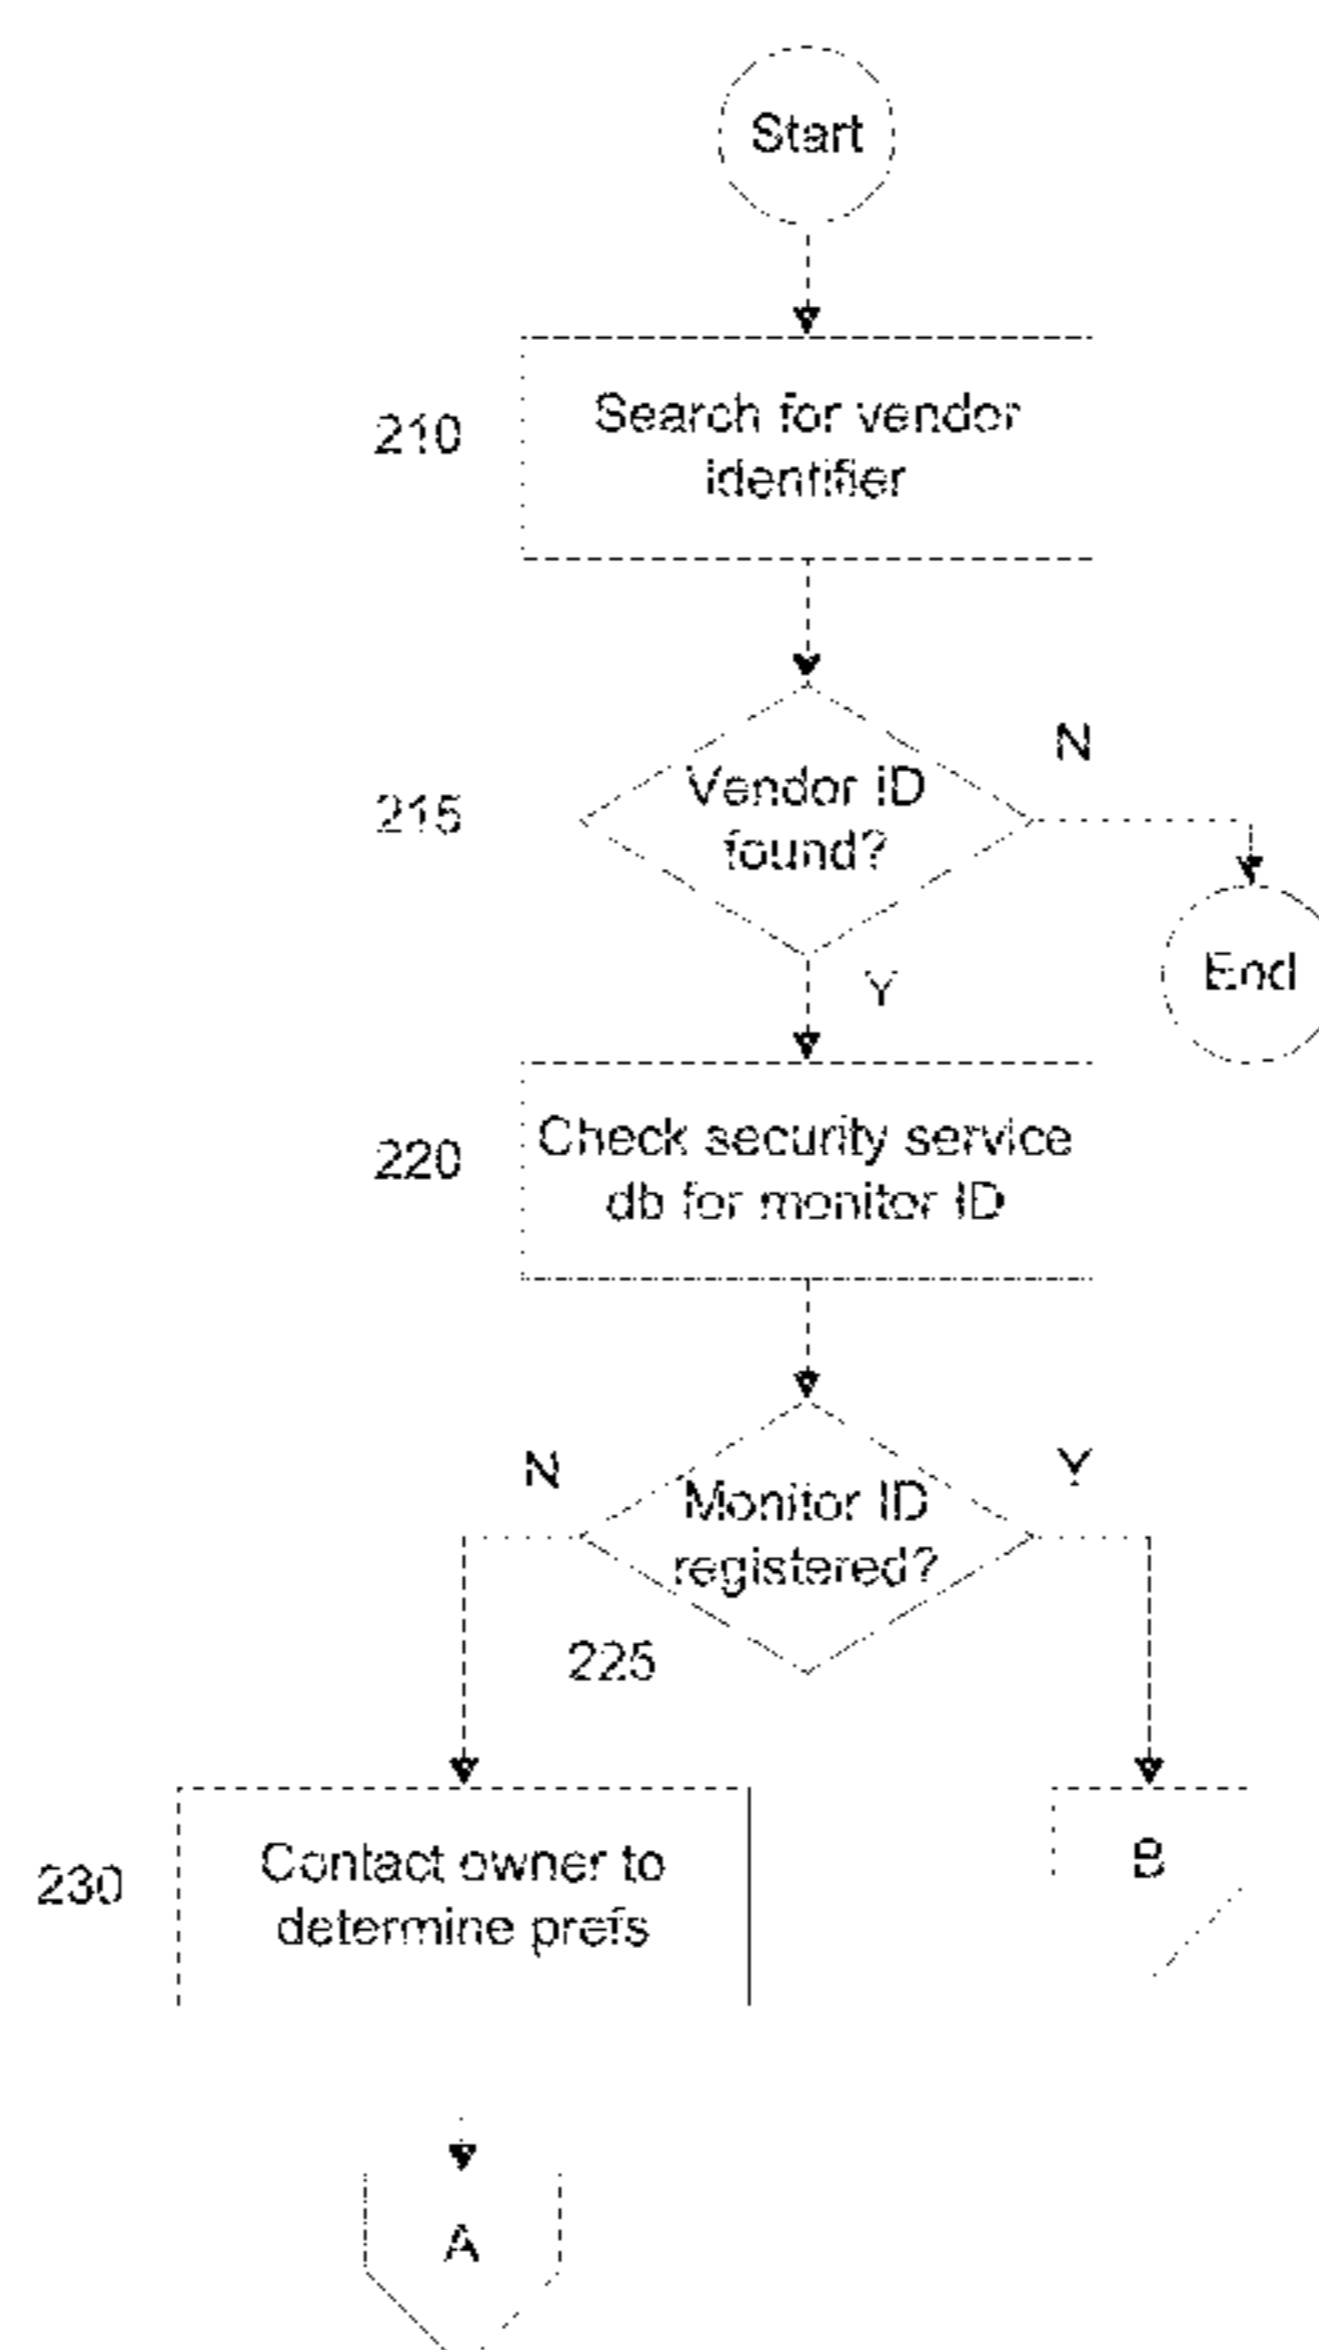 Start
210
Search for vendor
identifier
N
215
Vendor ID
found?
End
Y
220
Check security service
db for monitor ID
N
Y
Monitor ID
registered?
225
230
Contact owner to
determine prefs
B
A